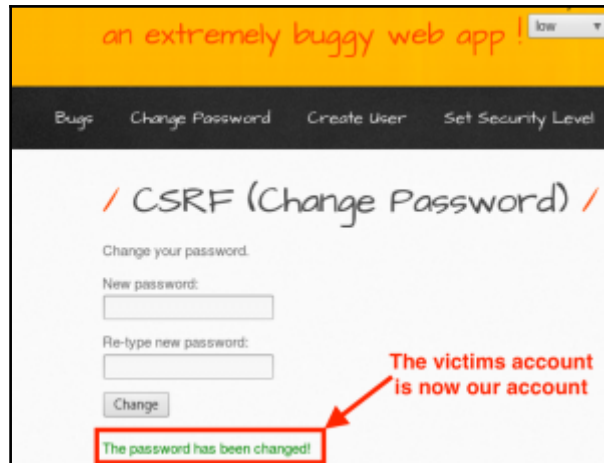 an extremely buggy web app !
low
Bugs Change Password Create User Set Security Level
/ CSRF (Change Password) /
Change your password.
New password:
Re-type new password:
The victims account
is now our account
Change
The password has been changed!